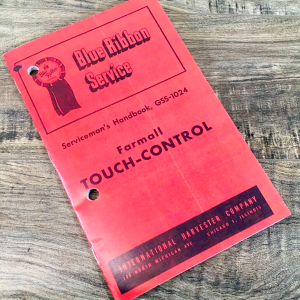 Blue Ribbon
Service
Serviceman's Handbook, GSS-1024
Farmall
TOUCH-CONTROL
INTERNATIONAL HARVESTER COMPANY
180 NORTH MICHIGAN AVE. CHICAGO 1, ILLINOIS